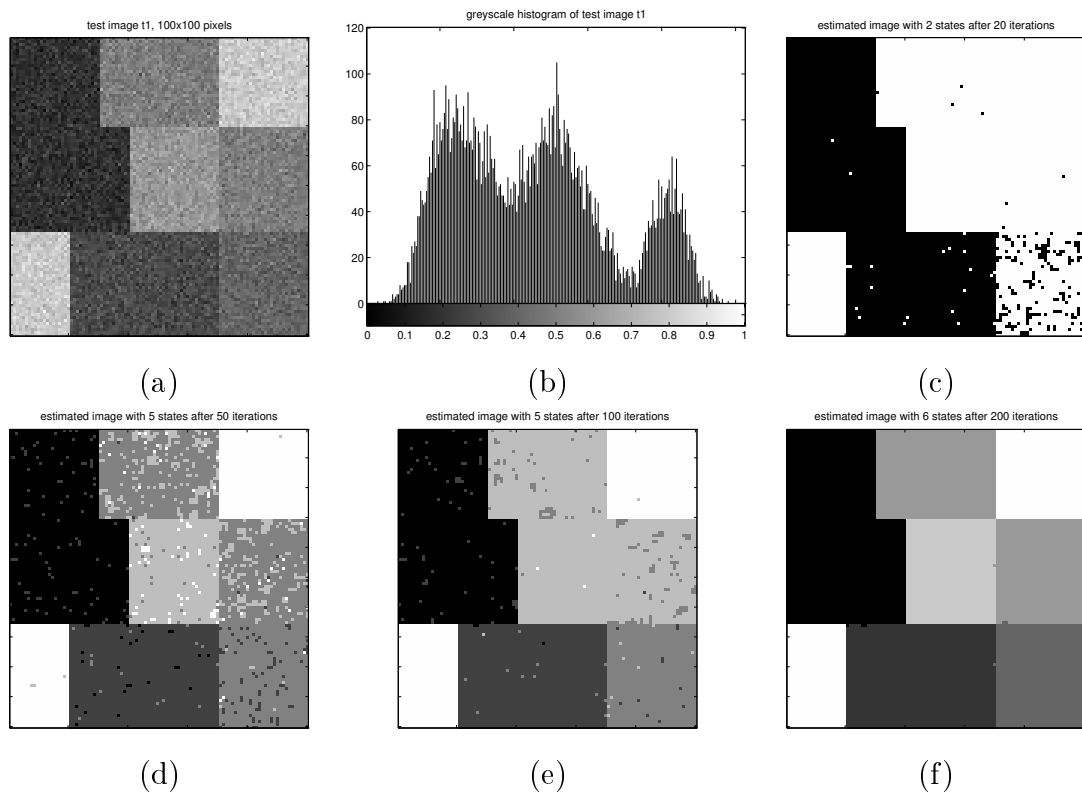 test image t1, 100x100 pixels
greyscale histogram of test image t1
estimated image with 2 states after 20 iterations
120
100
80
60
40
20
0
0 0.1 0.2 0.3 0.4 0.5 0.6 0.7 0.8 0.9 1
(a)
(b)
(c)
estimated image with 5 states after 50 iterations
estimated image with 5 states after 100 iterations
estimated image with 6 states after 200 iterations
(d)
(e)
(f)